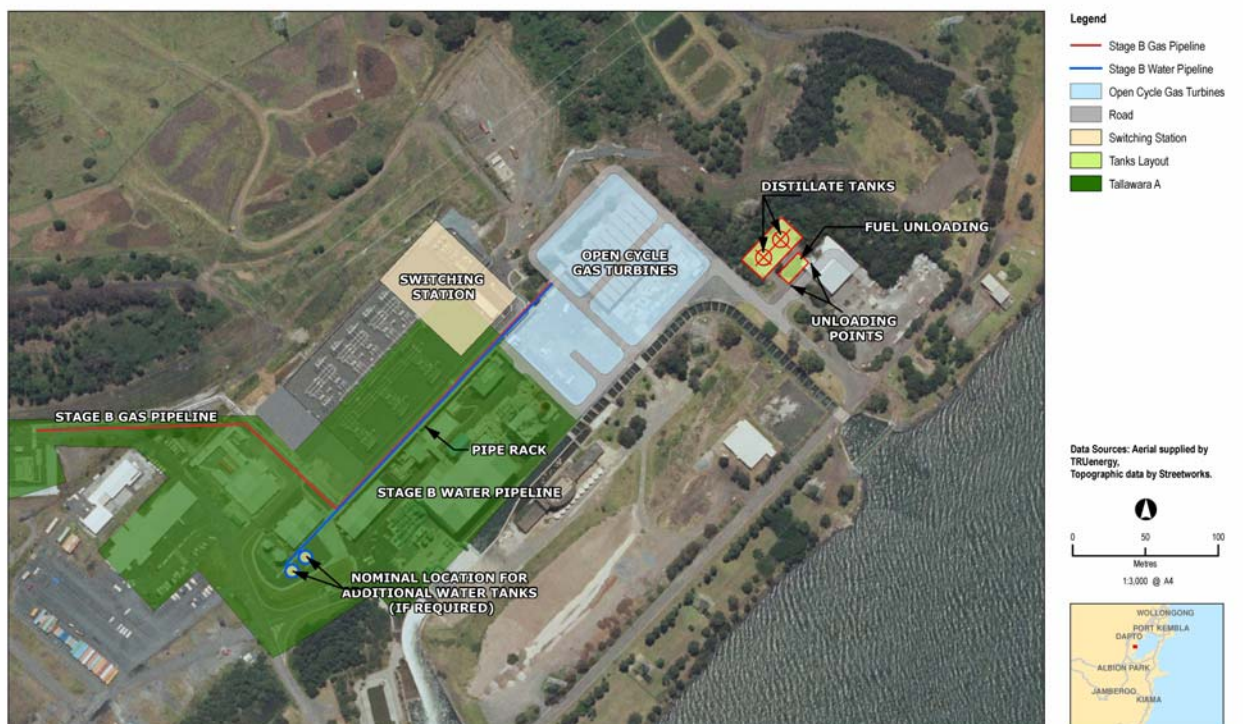 DISTILLATE TANKS
FUEL UNLOADING
OPEN CYCLE
GAS TURBINES
SWITCHING
STATION
UNLOADING
POINTS
STAGE B GAS PIPELINE
PIPE RACK
STAGE B WATER PIPELINE
NOMINAL LOCATION FOR
ADDITIONAL WATER TANKS
(IF REQUIRED)
Legend
Stage B Gas Pipeline
Stage B Water Pipeline
Open Cycle Gas Turbines
Road
Switching Station
Tanks Layout
Tallawara A
Data Sources: Aerial supplied by
TRUenergy,
Topographic data by Streetworks.
0 50 100
Metres
1:3,000 @ A4
WOLLONGONG
PORT KEMBLA
DAPTO
ALBION PARK
JAMBEROO
KIAMA